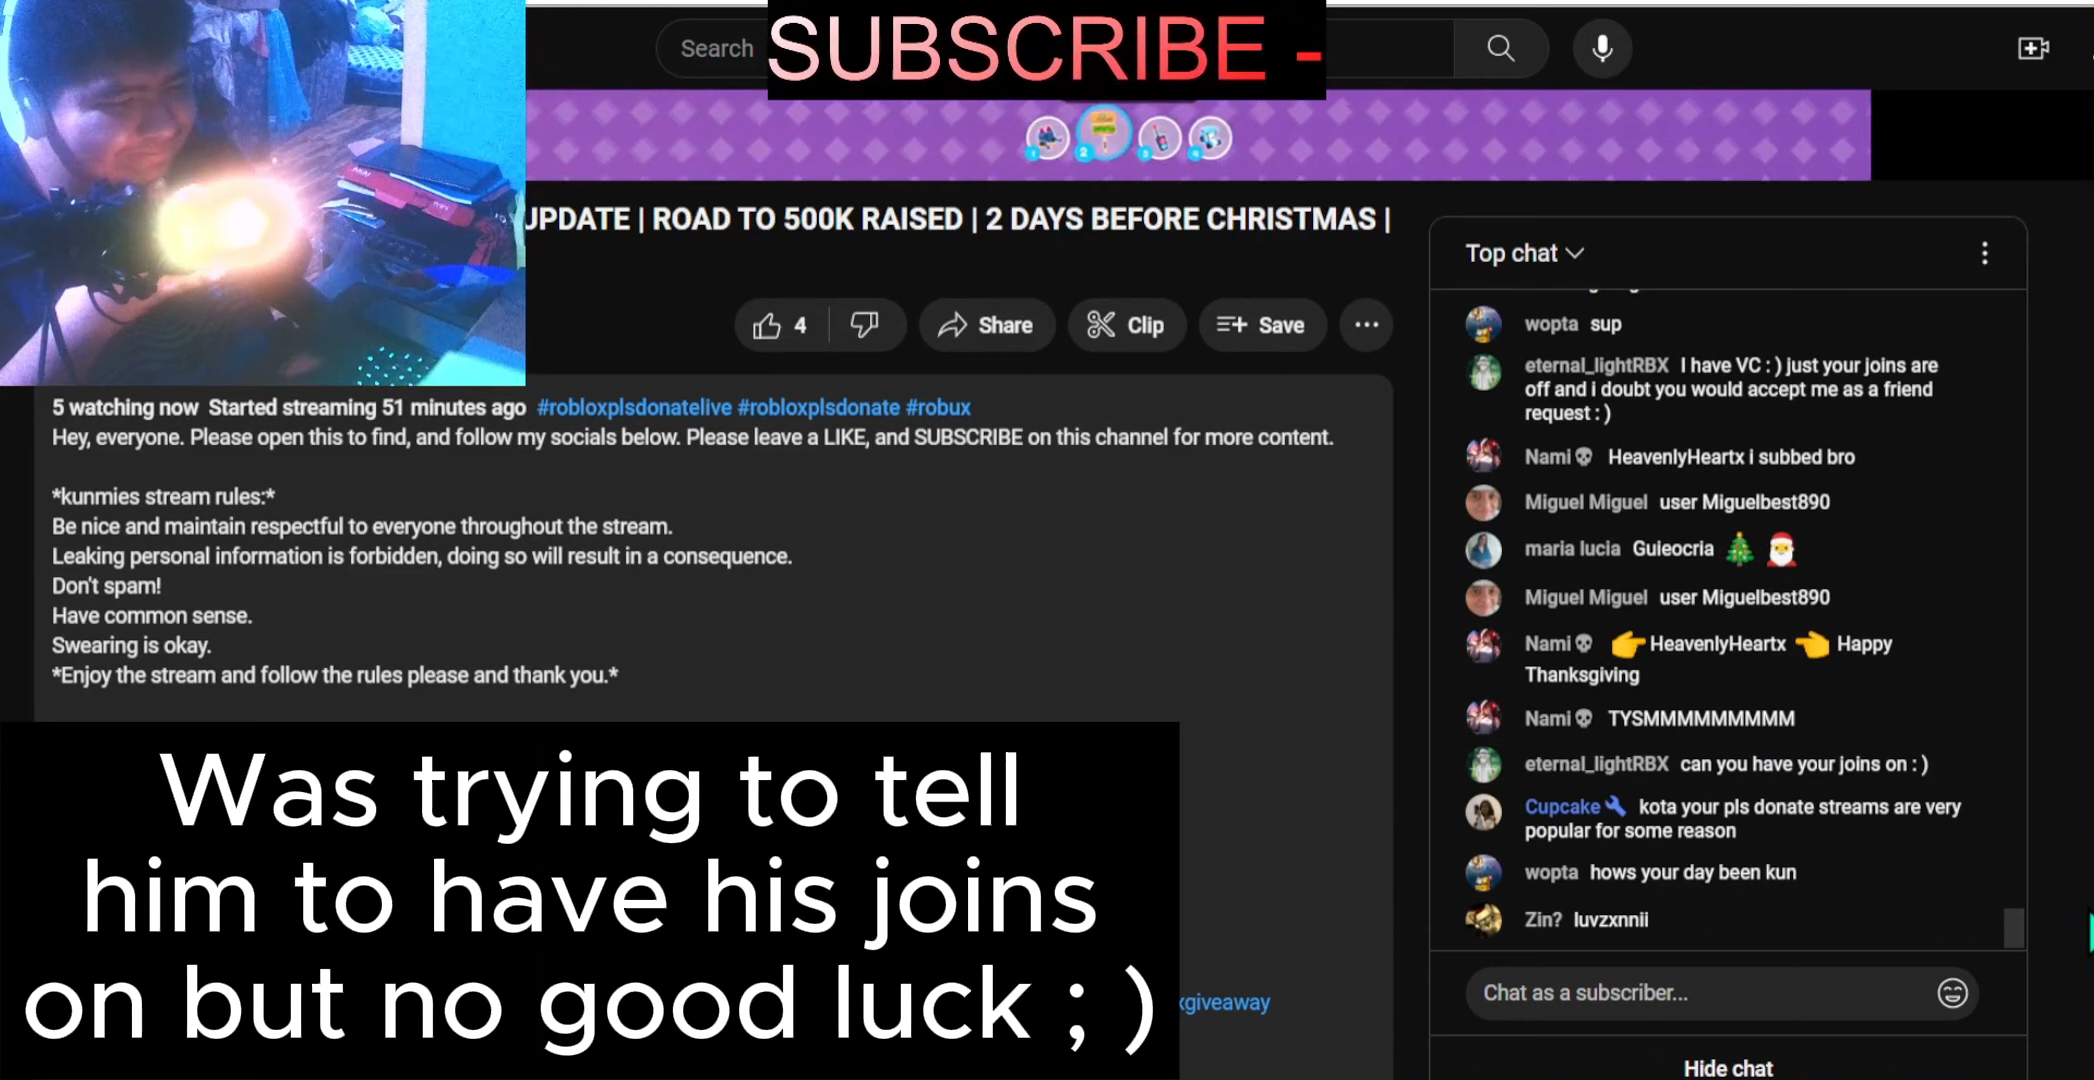 Search
SUBSCRIBE -
1 2 3 4
UPDATE | ROAD TO 500K RAISED | 2 DAYS BEFORE CHRISTMAS |
4
Share
Clip
Save
5 watching now Started streaming 51 minutes ago #robloxplsdonatelive #robloxplsdonate #robux
Hey, everyone. Please open this to find, and follow my socials below. Please leave a LIKE, and SUBSCRIBE on this channel for more content.
*kunmies stream rules:*
Be nice and maintain respectful to everyone throughout the stream.
Leaking personal information is forbidden, doing so will result in a consequence.
Don't spam!
Have common sense.
Swearing is okay.
*Enjoy the stream and follow the rules please and thank you.*
Was trying to tell
him to have his joins
on but no good luck ; )
xgiveaway
Top chat
wopta sup
eternal_lightRBX I have VC : ) just your joins are
off and i doubt you would accept me as a friend
request : )
Nami💀 HeavenlyHeartx i subbed bro
Miguel Miguel user Miguelbest890
maria lucia Guieocria 🎄 🎅
Miguel Miguel user Miguelbest890
Nami💀 👉HeavenlyHeartx 👈 Happy
Thanksgiving
Nami💀 TYSMMMMMMMMM
eternal_lightRBX can you have your joins on : )
Cupcake🔧 kota your pls donate streams are very
popular for some reason
wopta hows your day been kun
Zin? luvzxnnii
Chat as a subscriber...
Hide chat